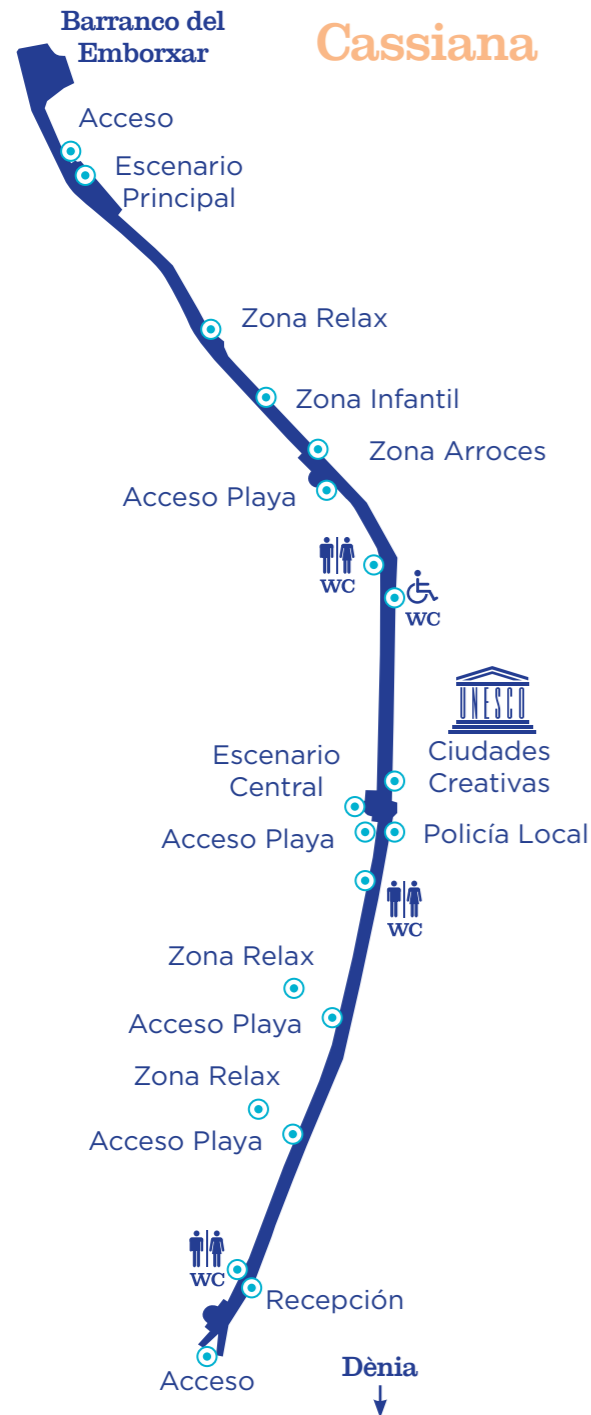 Barranco del
Emborxar
Cassiana
Acceso
Escenario
Principal
Zona Relax
Zona Infantil
Zona Arroces
Acceso Playa
WC
WC
UNESCO
Ciudades
Creativas
Escenario
Central
Acceso Playa
Policía Local
WC
Zona Relax
Acceso Playa
Zona Relax
Acceso Playa
WC
Recepción
Acceso
Dènia